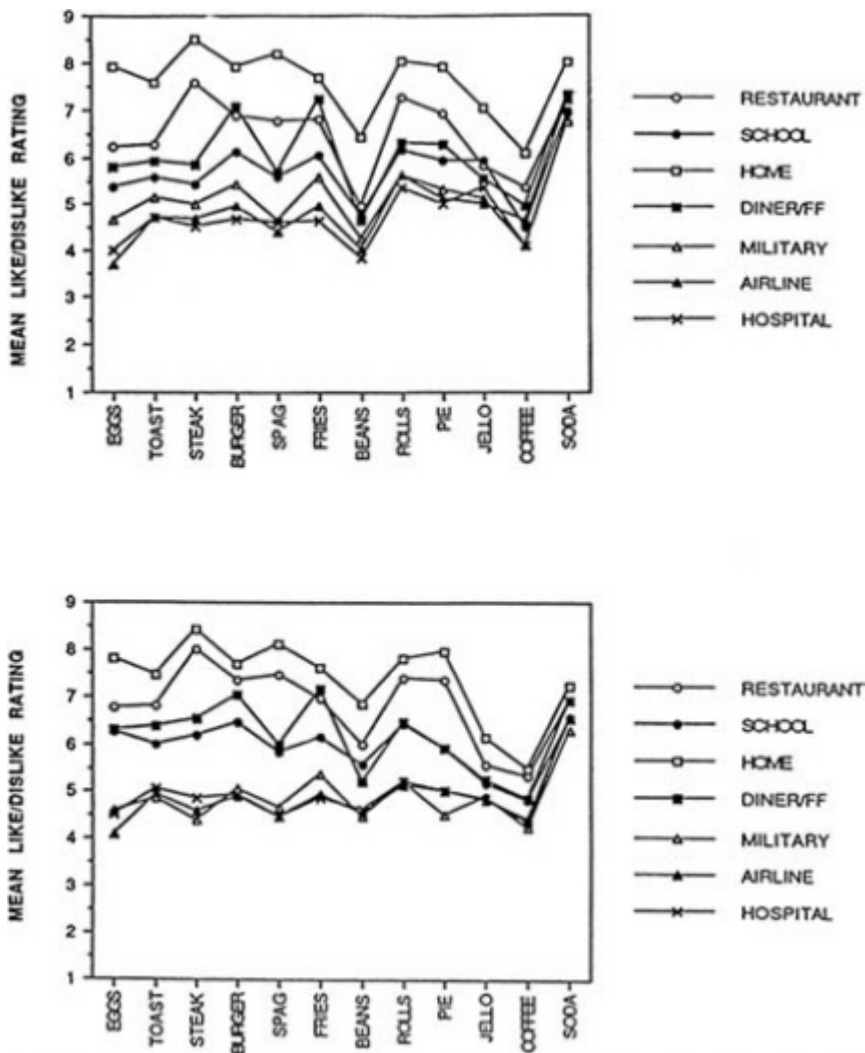 MEAN LIKE/DISLIKE RATING
9
8
7
6
5
4
3
2
1
EGGS
TOAST
STEAK
BURGER
SPAG
FRIES
BEANS
ROLLS
PIE
JELLO
COFFEE
SODA
RESTAURANT
SCHOOL
HOME
DINER/FF
MILITARY
AIRLINE
HOSPITAL
MEAN LIKE/DISLIKE RATING
9
8
7
6
5
4
3
2
1
EGGS
TOAST
STEAK
BURGER
SPAG
FRIES
BEANS
ROLLS
PIE
JELLO
COFFEE
SODA
RESTAURANT
SCHOOL
HOME
DINER/FF
MILITARY
AIRLINE
HOSPITAL